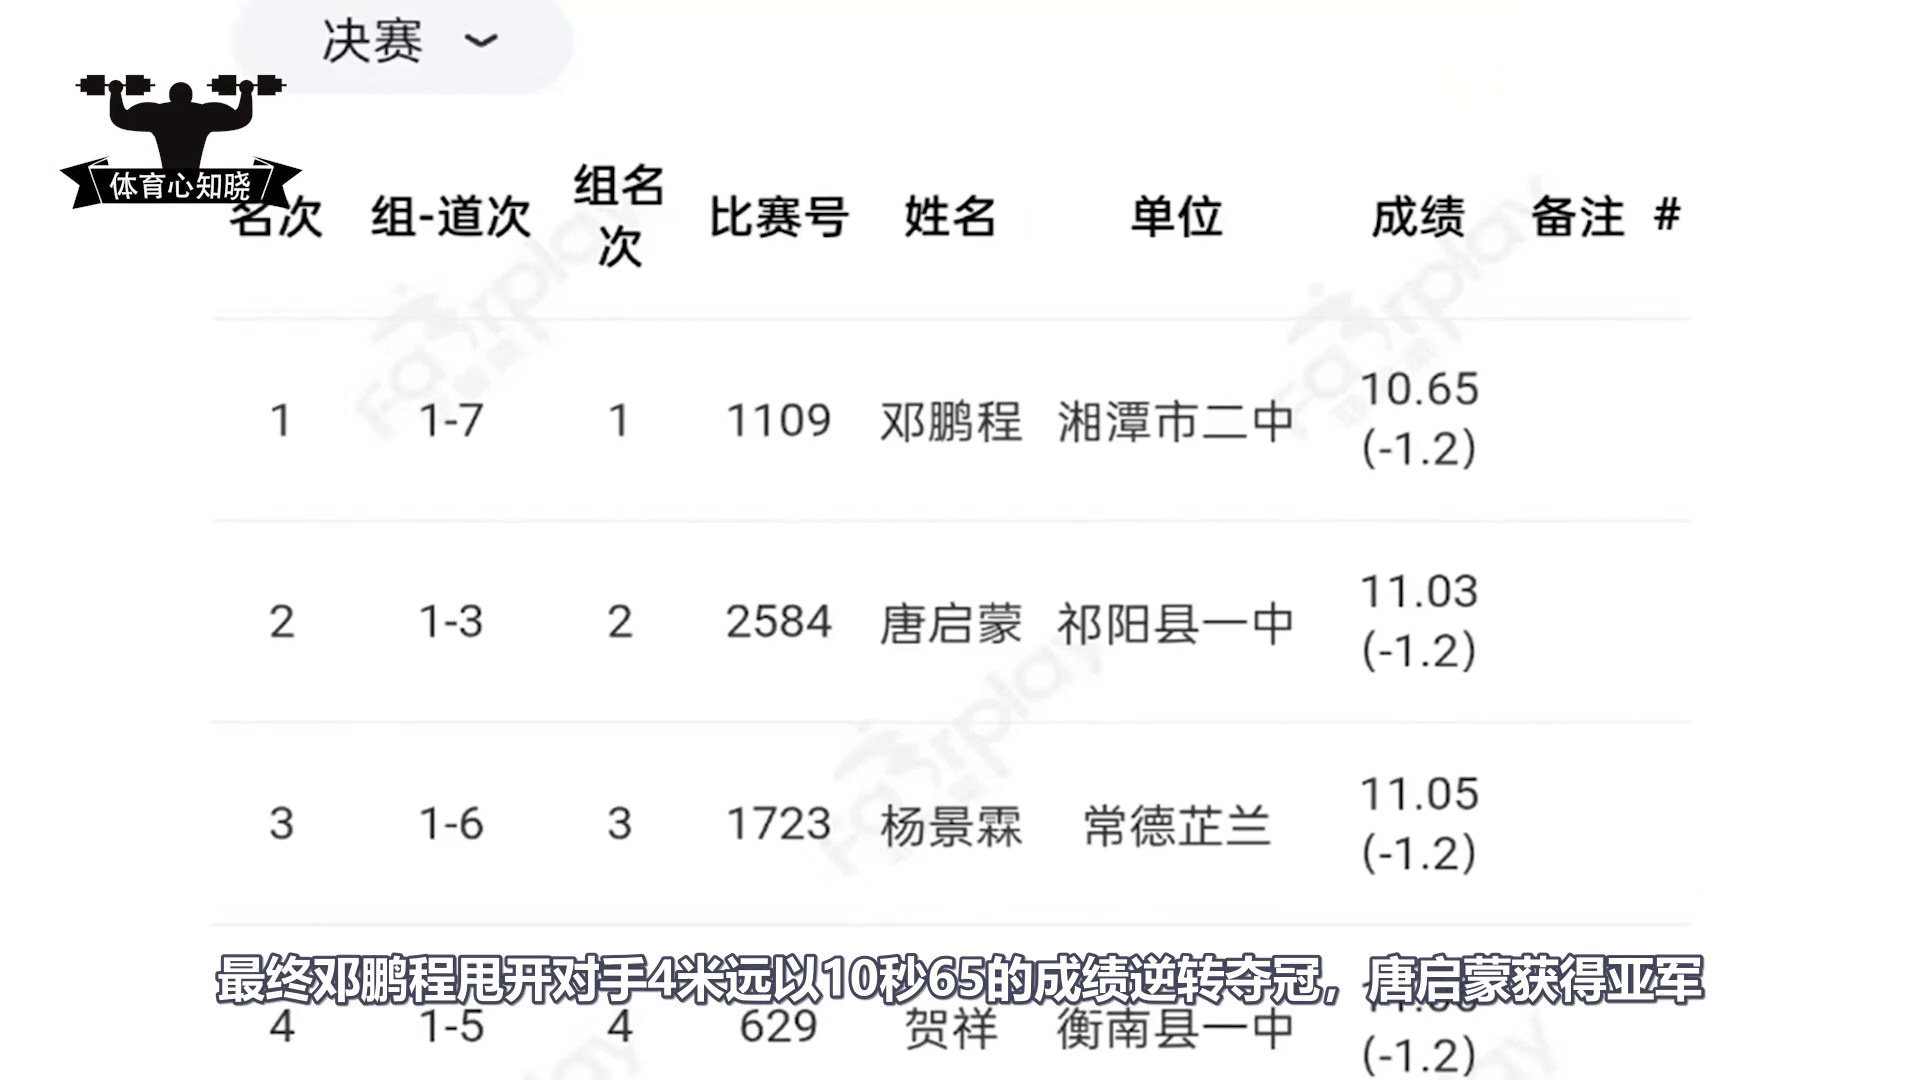 决赛
体育心知晓
名次 组-道次 组名次 比赛号 姓名 单位 成绩 备注 #
1 1-7 1 1109 邓鹏程 湘潭市二中 10.65 (-1.2)
2 1-3 2 2584 唐启蒙 祁阳县一中 11.03 (-1.2)
3 1-6 3 1723 杨景霖 常德芷兰 11.05 (-1.2)
最终邓鹏程甩开对手4米远以10秒65的成绩逆转夺冠，唐启蒙获得亚军
4 1-5 4 629 贺祥 衡南县一中 (-1.2)
Fairplay
Fairplay
Fairplay